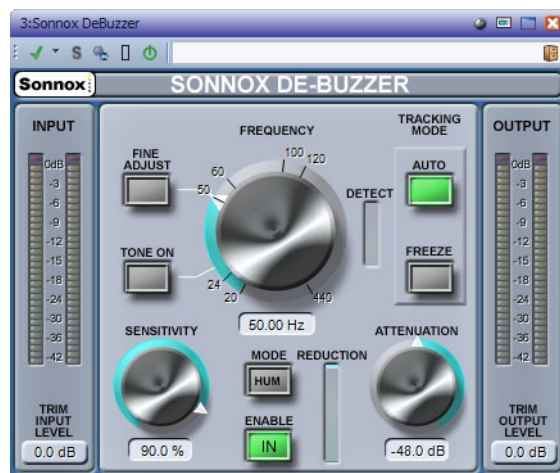 3:Sonnox DeBuzzer
S
Sonnox
SONNOX DE-BUZZER
INPUT
0dB
-3
-6
-9
-12
-15
-18
-24
-30
-36
-42
TRIM
INPUT
LEVEL
0.0 dB
FREQUENCY
FINE
ADJUST
TONE ON
20
24
50
60
100
120
440
50.00 Hz
DETECT
TRACKING
MODE
AUTO
FREEZE
SENSITIVITY
90.0 %
MODE
HUM
ENABLE
IN
REDUCTION
ATTENUATION
-48.0 dB
OUTPUT
0dB
-3
-6
-9
-12
-15
-18
-24
-30
-36
-42
TRIM
OUTPUT
LEVEL
0.0 dB